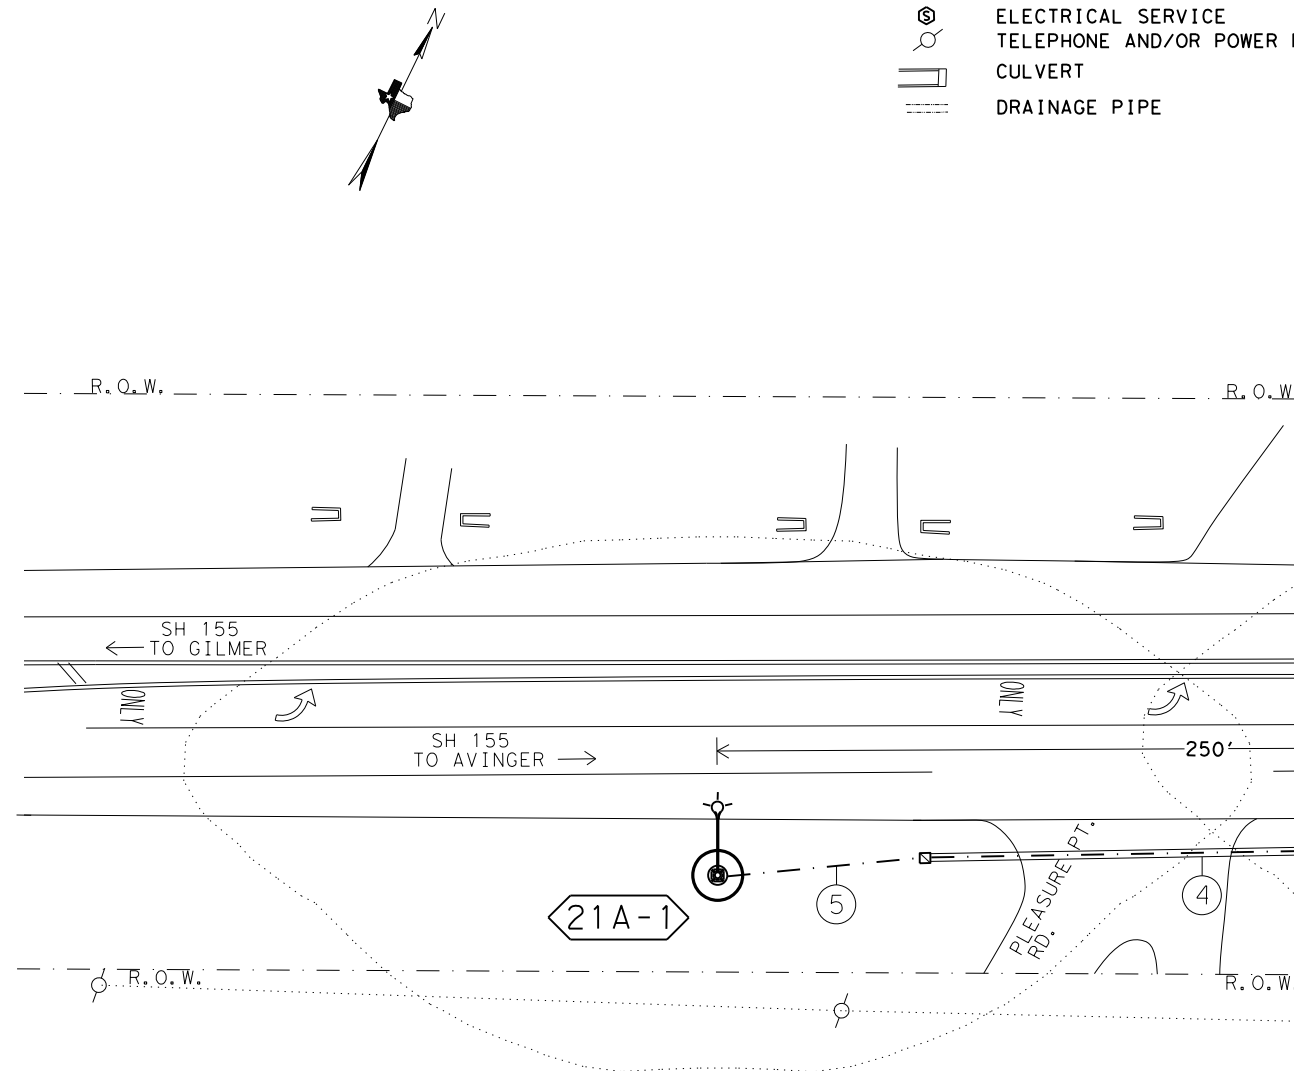 N
Ⓢ ELECTRICAL SERVICE
TELEPHONE AND/OR POWER
CULVERT
DRAINAGE PIPE
R.O.W.
R.O.W
SH 155
TO GILMER
ONLY
ONLY
SH 155
TO AVINGER
250'
PLEASURE PT.
RD.
21A-1
5
4
R.O.W.
R.O.W